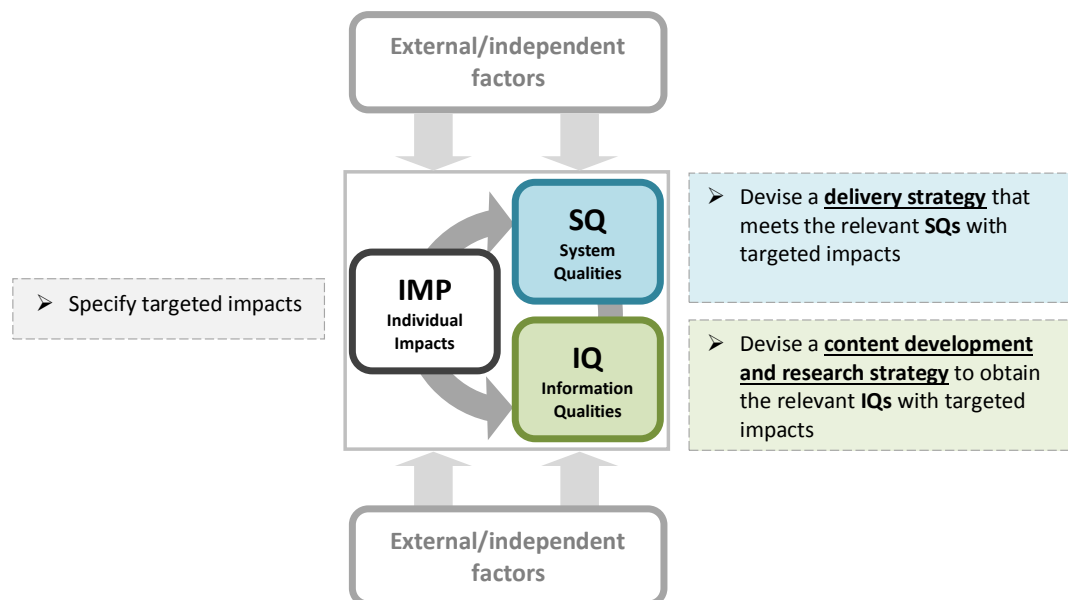 External/independent
factors
SQ
System
Qualities
IMP
Individual
Impacts
IQ
Information
Qualities
➢ Specify targeted impacts
➢ Devise a delivery strategy that
meets the relevant SQs with
targeted impacts
➢ Devise a content development
and research strategy to obtain
the relevant IQs with targeted
impacts
External/independent
factors